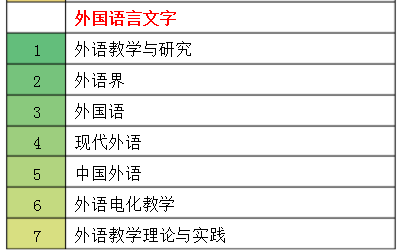 外国语言文字
1 外语教学与研究
2 外语界
3 外国语
4 现代外语
5 中国外语
6 外语电化教学
7 外语教学理论与实践